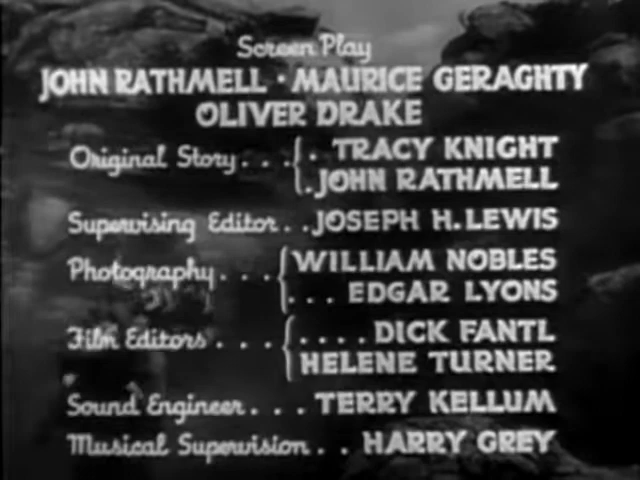 Screen Play
JOHN RATHMELL · MAURICE GERAGHTY
OLIVER DRAKE
Original Story . . . { . TRACY KNIGHT
. JOHN RATHMELL
Supervising Editor . . JOSEPH H. LEWIS
Photography . . . { WILLIAM NOBLES
. . . EDGAR LYONS
Film Editors . . . { . . . . DICK FANTL
HELENE TURNER
Sound Engineer . . . TERRY KELLUM
Musical Supervision . . HARRY GREY